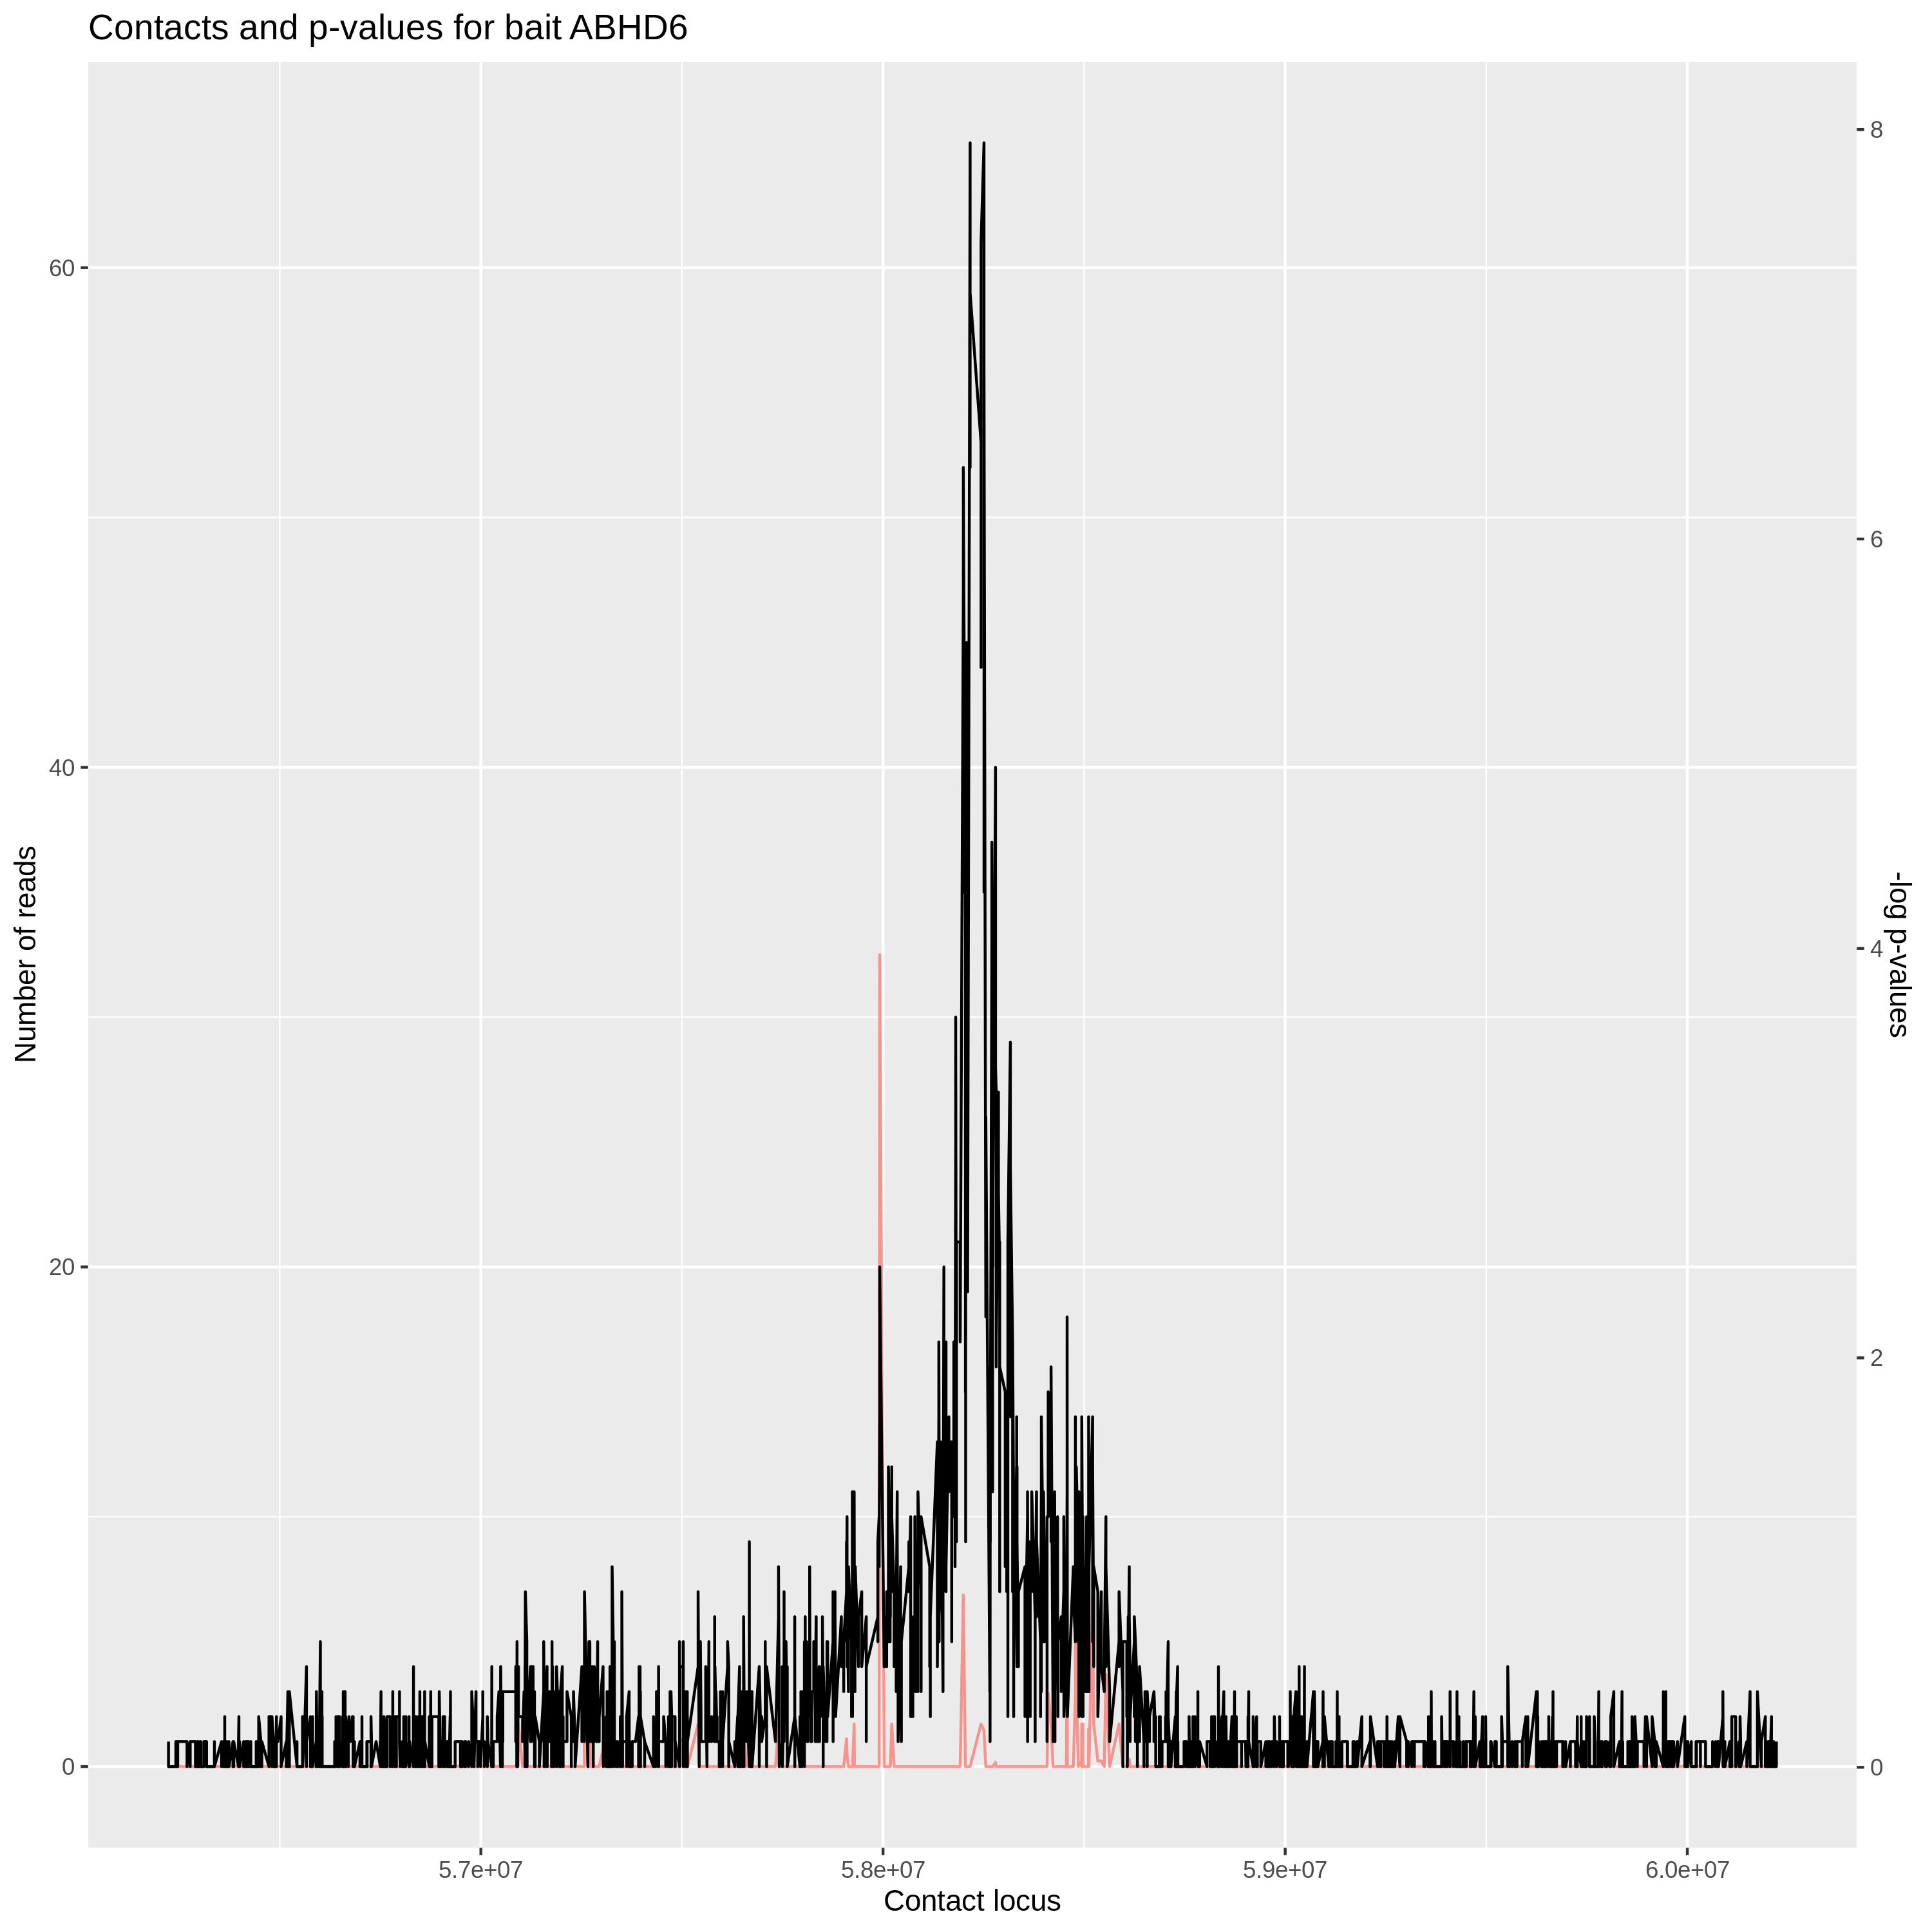 Contacts and p-values for bait ABHD6
8
60
6
40
4
20
2
0
0
Number of reads
-log p-values
5.7e+07
5.8e+07
5.9e+07
6.0e+07
Contact locus